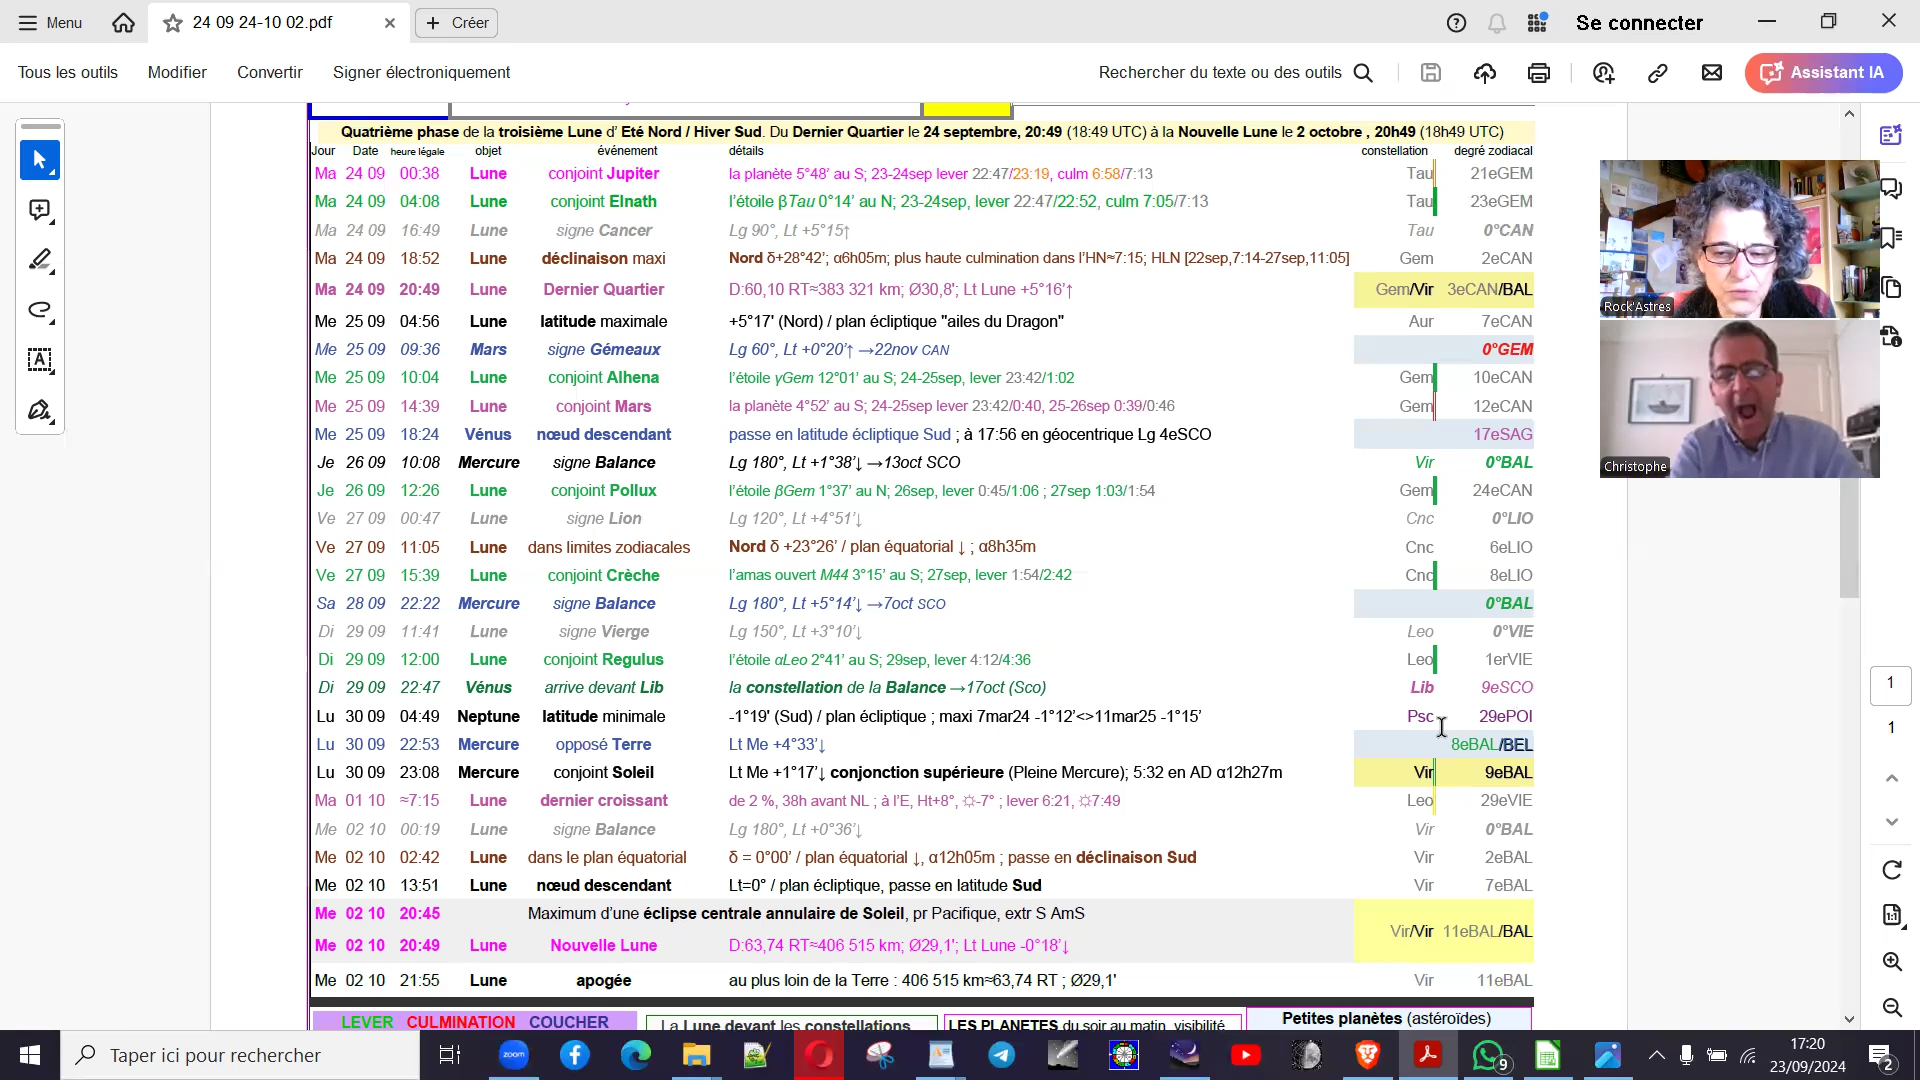 Menu 24 09 24-10 02.pdf Créer Se connecter
Tous les outils Modifier Convertir Signer électroniquement Rechercher du texte ou des outils Assistant IA
Quatrième phase de la troisième Lune d' Eté Nord / Hiver Sud. Du Dernier Quartier le 24 septembre, 20:49 (18:49 UTC) à la Nouvelle Lune le 2 octobre , 20h49 (18h49 UTC)
Jour Date heure légale objet événement détails constellation degré zodiacal
Ma 24 09 00:38 Lune conjoint Jupiter la planète 5°48' au S; 23-24sep lever 22:47/23:19, culm 6:58/7:13 Tau 21eGEM
Ma 24 09 04:08 Lune conjoint Elnath l'étoile βTau 0°14' au N; 23-24sep, lever 22:47/22:52, culm 7:05/7:13 Tau 23eGEM
Ma 24 09 16:49 Lune signe Cancer Lg 90°, Lt +5°15↑ Tau 0°CAN
Ma 24 09 18:52 Lune déclinaison maxi Nord δ+28°42'; α6h05m; plus haute culmination dans l'HN≈7:15; HLN [22sep,7:14-27sep,11:05] Gem 2eCAN
Ma 24 09 20:49 Lune Dernier Quartier D:60,10 RT≈383 321 km; Ø30,8'; Lt Lune +5°16'↑ Gem/Vir 3eCAN/BAL
Me 25 09 04:56 Lune latitude maximale +5°17' (Nord) / plan écliptique "ailes du Dragon" Aur 7eCAN
Me 25 09 09:36 Mars signe Gémeaux Lg 60°, Lt +0°20'↑ →22nov CAN 0°GEM
Me 25 09 10:04 Lune conjoint Alhena l'étoile γGem 12°01' au S; 24-25sep, lever 23:42/1:02 Gem 10eCAN
Me 25 09 14:39 Lune conjoint Mars la planète 4°52' au S; 24-25sep lever 23:42/0:40, 25-26sep 0:39/0:46 Gem 12eCAN
Me 25 09 18:24 Vénus nœud descendant passe en latitude écliptique Sud ; à 17:56 en géocentrique Lg 4eSCO 17eSAG
Je 26 09 10:08 Mercure signe Balance Lg 180°, Lt +1°38'↓ →13oct SCO Vir 0°BAL
Je 26 09 12:26 Lune conjoint Pollux l'étoile βGem 1°37' au N; 26sep, lever 0:45/1:06 ; 27sep 1:03/1:54 Gem 24eCAN
Ve 27 09 00:47 Lune signe Lion Lg 120°, Lt +4°51'↓ Cnc 0°LIO
Ve 27 09 11:05 Lune dans limites zodiacales Nord δ +23°26' / plan équatorial ↓ ; α8h35m Cnc 6eLIO
Ve 27 09 15:39 Lune conjoint Crèche l'amas ouvert M44 3°15' au S; 27sep, lever 1:54/2:42 Cnc 8eLIO
Sa 28 09 22:22 Mercure signe Balance Lg 180°, Lt +5°14'↓ →7oct SCO 0°BAL
Di 29 09 11:41 Lune signe Vierge Lg 150°, Lt +3°10'↓ Leo 0°VIE
Di 29 09 12:00 Lune conjoint Regulus l'étoile αLeo 2°41' au S; 29sep, lever 4:12/4:36 Leo 1erVIE
Di 29 09 22:47 Vénus arrive devant Lib la constellation de la Balance →17oct (Sco) Lib 9eSCO
Lu 30 09 04:49 Neptune latitude minimale -1°19' (Sud) / plan écliptique ; maxi 7mar24 -1°12'<>11mar25 -1°15' Psc 29ePOI
Lu 30 09 22:53 Mercure opposé Terre Lt Me +4°33'↓ 8eBAL/BEL
Lu 30 09 23:08 Mercure conjoint Soleil Lt Me +1°17'↓ conjonction supérieure (Pleine Mercure); 5:32 en AD α12h27m Vir 9eBAL
Ma 01 10 ≈7:15 Lune dernier croissant de 2 %, 38h avant NL ; à l'E, Ht+8°, ☼-7° ; lever 6:21, ☼7:49 Leo 29eVIE
Me 02 10 00:19 Lune signe Balance Lg 180°, Lt +0°36'↓ Vir 0°BAL
Me 02 10 02:42 Lune dans le plan équatorial δ = 0°00' / plan équatorial ↓, α12h05m ; passe en déclinaison Sud Vir 2eBAL
Me 02 10 13:51 Lune nœud descendant Lt=0° / plan écliptique, passe en latitude Sud Vir 7eBAL
Me 02 10 20:45 Maximum d'une éclipse centrale annulaire de Soleil, pr Pacifique, extr S AmS
Vir/Vir 11eBAL/BAL
Me 02 10 20:49 Lune Nouvelle Lune D:63,74 RT≈406 515 km; Ø29,1'; Lt Lune -0°18'↓
Me 02 10 21:55 Lune apogée au plus loin de la Terre : 406 515 km≈63,74 RT ; Ø29,1' Vir 11eBAL
LEVER CULMINATION COUCHER La Lune devant les constellations LES PLANETES du soir au matin, visibilité Petites planètes (astéroïdes)
Rock'Astres
Christophe
1
1
Taper ici pour rechercher
zoom
9
17:20
23/09/2024
2